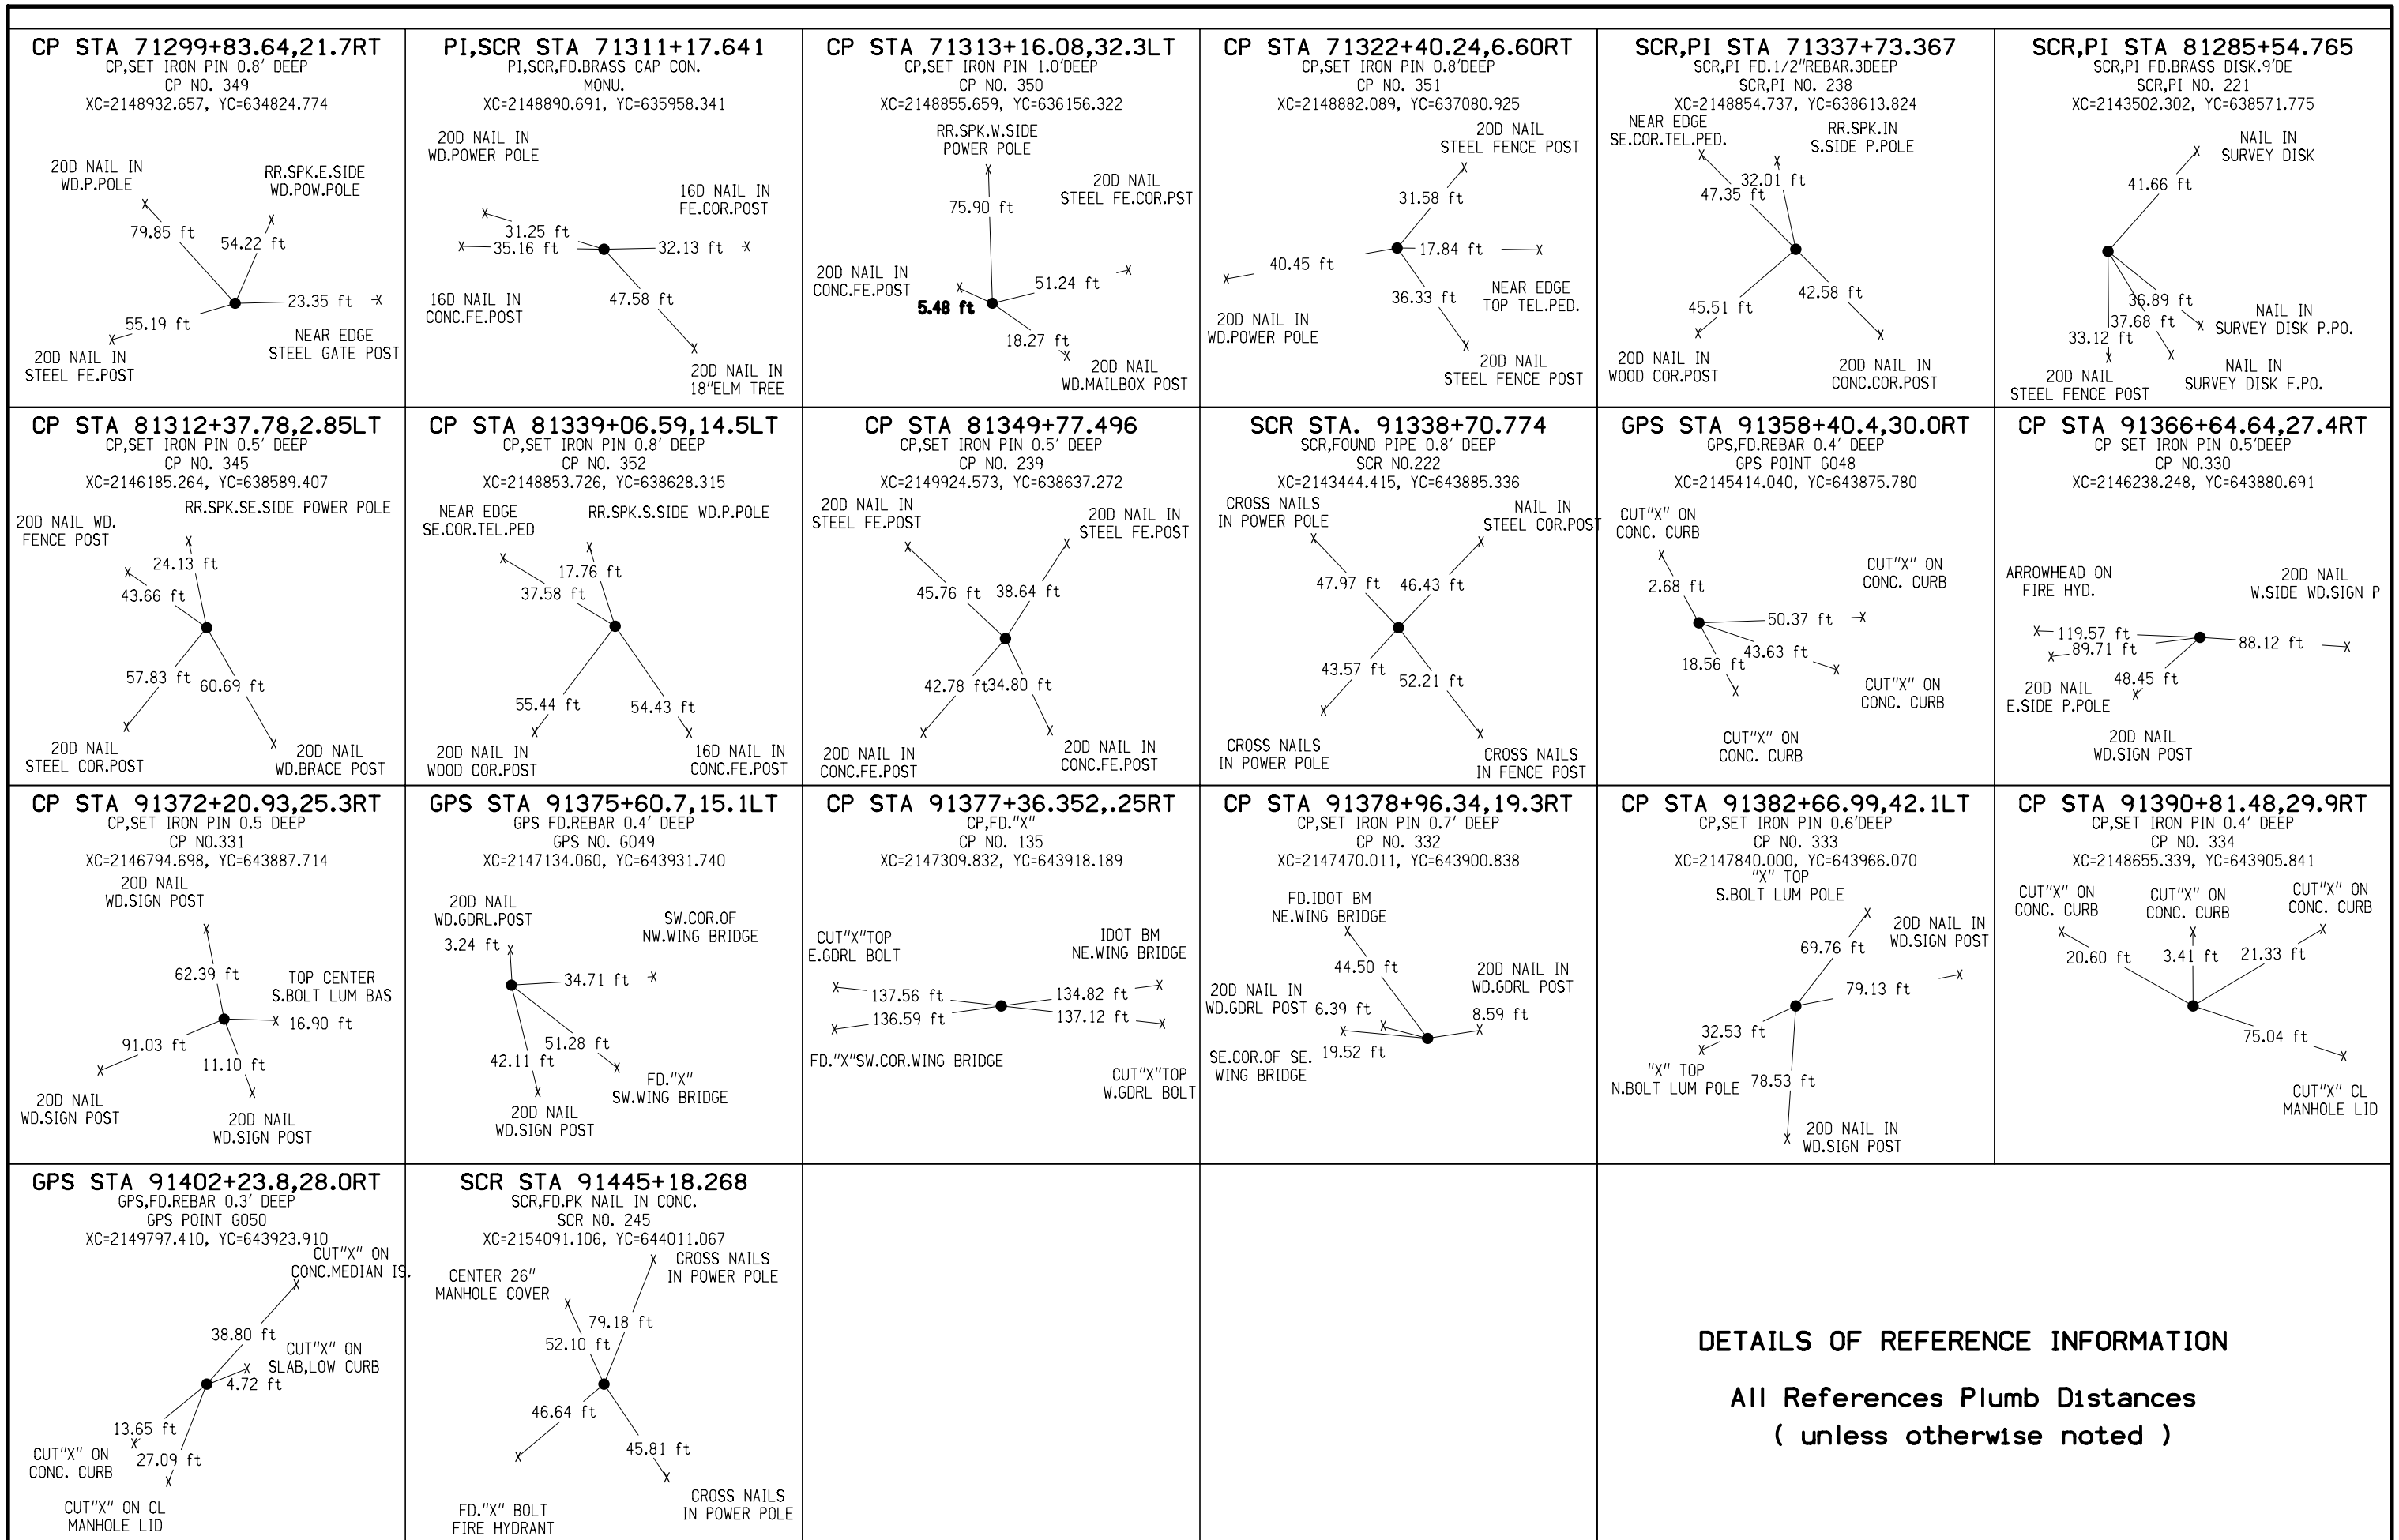 CP STA 71299+83.64,21.7RT
CP,SET IRON PIN 0.8' DEEP
CP NO. 349
XC=2148932.657, YC=634824.774
20D NAIL IN
WD.P.POLE
RR.SPK.E.SIDE
WD.POW.POLE
79.85 ft
54.22 ft
23.35 ft
55.19 ft
NEAR EDGE
STEEL GATE POST
20D NAIL IN
STEEL FE.POST
PI,SCR STA 71311+17.641
PI,SCR,FD.BRASS CAP CON.
MONU.
XC=2148890.691, YC=635958.341
20D NAIL IN
WD.POWER POLE
16D NAIL IN
FE.COR.POST
31.25 ft
35.16 ft
32.13 ft
16D NAIL IN
CONC.FE.POST
47.58 ft
20D NAIL IN
18"ELM TREE
CP STA 71313+16.08,32.3LT
CP,SET IRON PIN 1.0'DEEP
CP NO. 350
XC=2148855.659, YC=636156.322
RR.SPK.W.SIDE
POWER POLE
20D NAIL
STEEL FE.COR.PST
75.90 ft
20D NAIL IN
CONC.FE.POST
51.24 ft
5.48 ft
18.27 ft
20D NAIL
WD.MAILBOX POST
CP STA 71322+40.24,6.60RT
CP,SET IRON PIN 0.8'DEEP
CP NO. 351
XC=2148882.089, YC=637080.925
20D NAIL
STEEL FENCE POST
31.58 ft
17.84 ft
40.45 ft
36.33 ft
NEAR EDGE
TOP TEL.PED.
20D NAIL IN
WD.POWER POLE
20D NAIL
STEEL FENCE POST
SCR,PI STA 71337+73.367
SCR,PI FD.1/2"REBAR.3DEEP
SCR,PI NO. 238
XC=2148854.737, YC=638613.824
NEAR EDGE
SE.COR.TEL.PED.
RR.SPK.IN
S.SIDE P.POLE
32.01 ft
47.35 ft
45.51 ft
42.58 ft
20D NAIL IN
WOOD COR.POST
20D NAIL IN
CONC.COR.POST
SCR,PI STA 81285+54.765
SCR,PI FD.BRASS DISK.9'DE
SCR,PI NO. 221
XC=2143502.302, YC=638571.775
NAIL IN
SURVEY DISK
41.66 ft
36.89 ft
37.68 ft
33.12 ft
NAIL IN
SURVEY DISK P.PO.
20D NAIL
STEEL FENCE POST
NAIL IN
SURVEY DISK F.PO.
CP STA 81312+37.78,2.85LT
CP,SET IRON PIN 0.5' DEEP
CP NO. 345
XC=2146185.264, YC=638589.407
RR.SPK.SE.SIDE POWER POLE
20D NAIL WD.
FENCE POST
24.13 ft
43.66 ft
57.83 ft
60.69 ft
20D NAIL
STEEL COR.POST
20D NAIL
WD.BRACE POST
CP STA 81339+06.59,14.5LT
CP,SET IRON PIN 0.8' DEEP
CP NO. 352
XC=2148853.726, YC=638628.315
NEAR EDGE
SE.COR.TEL.PED
RR.SPK.S.SIDE WD.P.POLE
17.76 ft
37.58 ft
55.44 ft
54.43 ft
20D NAIL IN
WOOD COR.POST
16D NAIL IN
CONC.FE.POST
CP STA 81349+77.496
CP,SET IRON PIN 0.5' DEEP
CP NO. 239
XC=2149924.573, YC=638637.272
20D NAIL IN
STEEL FE.POST
20D NAIL IN
STEEL FE.POST
45.76 ft
38.64 ft
42.78 ft
34.80 ft
20D NAIL IN
CONC.FE.POST
20D NAIL IN
CONC.FE.POST
SCR STA. 91338+70.774
SCR,FOUND PIPE 0.8' DEEP
SCR NO.222
XC=2143444.415, YC=643885.336
CROSS NAILS
IN POWER POLE
NAIL IN
STEEL COR.POST
47.97 ft
46.43 ft
43.57 ft
52.21 ft
CROSS NAILS
IN POWER POLE
CROSS NAILS
IN FENCE POST
GPS STA 91358+40.4,30.0RT
GPS,FD.REBAR 0.4' DEEP
GPS POINT G048
XC=2145414.040, YC=643875.780
CUT"X" ON
CONC. CURB
CUT"X" ON
CONC. CURB
2.68 ft
50.37 ft
43.63 ft
18.56 ft
CUT"X" ON
CONC. CURB
CUT"X" ON
CONC. CURB
CP STA 91366+64.64,27.4RT
CP SET IRON PIN 0.5'DEEP
CP NO.330
XC=2146238.248, YC=643880.691
ARROWHEAD ON
FIRE HYD.
20D NAIL
W.SIDE WD.SIGN P
119.57 ft
89.71 ft
88.12 ft
48.45 ft
20D NAIL
E.SIDE P.POLE
20D NAIL
WD.SIGN POST
CP STA 91372+20.93,25.3RT
CP,SET IRON PIN 0.5 DEEP
CP NO.331
XC=2146794.698, YC=643887.714
20D NAIL
WD.SIGN POST
62.39 ft
TOP CENTER
S.BOLT LUM BAS
16.90 ft
91.03 ft
11.10 ft
20D NAIL
WD.SIGN POST
20D NAIL
WD.SIGN POST
GPS STA 91375+60.7,15.1LT
GPS FD.REBAR 0.4' DEEP
GPS NO. G049
XC=2147134.060, YC=643931.740
20D NAIL
WD.GDRL.POST
SW.COR.OF
NW.WING BRIDGE
3.24 ft
34.71 ft
51.28 ft
42.11 ft
FD."X"
SW.WING BRIDGE
20D NAIL
WD.SIGN POST
CP STA 91377+36.352,.25RT
CP,FD."X"
CP NO. 135
XC=2147309.832, YC=643918.189
CUT"X"TOP
E.GDRL BOLT
IDOT BM
NE.WING BRIDGE
137.56 ft
134.82 ft
136.59 ft
137.12 ft
FD."X"SW.COR.WING BRIDGE
CUT"X"TOP
W.GDRL BOLT
CP STA 91378+96.34,19.3RT
CP,SET IRON PIN 0.7' DEEP
CP NO. 332
XC=2147470.011, YC=643900.838
FD.IDOT BM
NE.WING BRIDGE
44.50 ft
20D NAIL IN
WD.GDRL POST
20D NAIL IN
WD.GDRL POST
6.39 ft
8.59 ft
19.52 ft
SE.COR.OF SE.
WING BRIDGE
CP STA 91382+66.99,42.1LT
CP,SET IRON PIN 0.6'DEEP
CP NO. 333
XC=2147840.000, YC=643966.070
"X" TOP
S.BOLT LUM POLE
20D NAIL IN
WD.SIGN POST
69.76 ft
79.13 ft
32.53 ft
"X" TOP
N.BOLT LUM POLE
78.53 ft
20D NAIL IN
WD.SIGN POST
CP STA 91390+81.48,29.9RT
CP,SET IRON PIN 0.4' DEEP
CP NO. 334
XC=2148655.339, YC=643905.841
CUT"X" ON
CONC. CURB
CUT"X" ON
CONC. CURB
CUT"X" ON
CONC. CURB
20.60 ft
3.41 ft
21.33 ft
75.04 ft
CUT"X" CL
MANHOLE LID
GPS STA 91402+23.8,28.0RT
GPS,FD.REBAR 0.3' DEEP
GPS POINT G050
XC=2149797.410, YC=643923.910
CUT"X" ON
CONC.MEDIAN IS.
38.80 ft
CUT"X" ON
SLAB,LOW CURB
4.72 ft
13.65 ft
27.09 ft
CUT"X" ON
CONC. CURB
CUT"X" ON CL
MANHOLE LID
SCR STA 91445+18.268
SCR,FD.PK NAIL IN CONC.
SCR NO. 245
XC=2154091.106, YC=644011.067
CROSS NAILS
IN POWER POLE
CENTER 26"
MANHOLE COVER
79.18 ft
52.10 ft
46.64 ft
45.81 ft
FD."X" BOLT
FIRE HYDRANT
CROSS NAILS
IN POWER POLE
DETAILS OF REFERENCE INFORMATION
All References Plumb Distances
( unless otherwise noted )